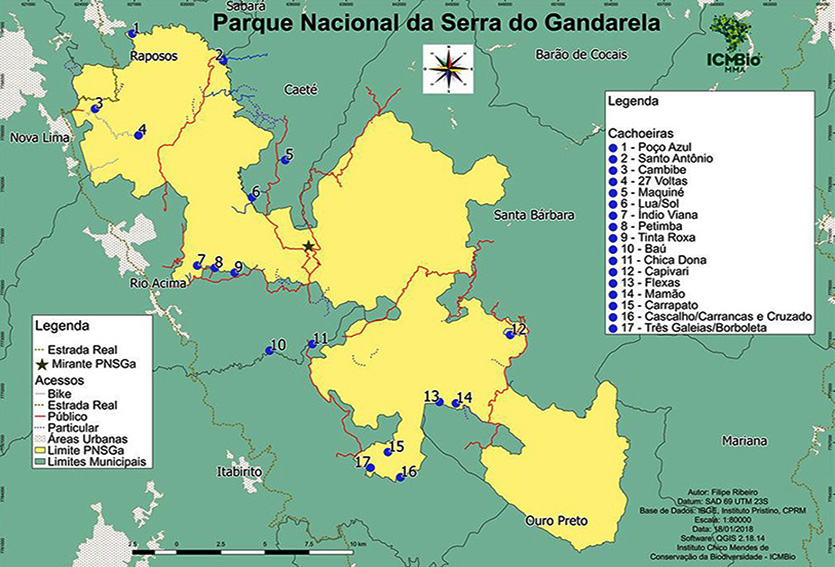 Parque Nacional da Serra do Gandarela
Sabará
1
Raposos
2
Barão de Cocais
ICMBio
MMA
Caeté
3
Nova Lima
4
5
6
Santa Bárbara
7
8
9
Rio Acima
10
11
12
13
14
15
16
17
Itabirito
Mariana
Ouro Preto
Legenda
Cachoeiras
1 - Poço Azul
2 - Santo Antônio
3 - Cambibe
4 - 27 Voltas
5 - Maquiné
6 - Lua/Sol
7 - Índio Viana
8 - Petimba
9 - Tinta Roxa
10 - Baú
11 - Chica Dona
12 - Capivari
13 - Flexas
14 - Mamão
15 - Carrapato
16 - Cascalho/Carrancas e Cruzado
17 - Três Galeias/Borboleta
Legenda
Estrada Real
Mirante PNSGa
Acessos
Bike
Estrada Real
Público
Particular
Áreas Urbanas
Limite PNSGa
Limites Municipais
2.5 0 2.5 5 7.5 10 km
Autor: Filipe Ribeiro
Datum: SAD 69 UTM 23S
Base de Dados: IBGE, Instituto Pristino, CPRM
Escala: 1:80000
Data: 18/01/2018
Software: QGIS 2.18.14
Instituto Chico Mendes de
Conservação da Biodiversidade - ICMBio